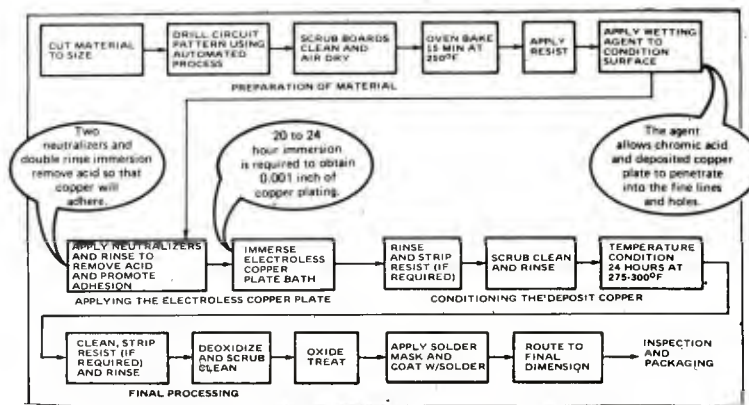 CUT MATERIAL
TO SIZE
DRILL CIRCUIT
PATTERN USING
AUTOMATED
PROCESS
SCRUB BOARDS
CLEAN AND
AIR DRY
OVEN BAKE
15 MIN AT
250°F
APPLY
RESIST
APPLY WETTING
AGENT TO
CONDITION
SURFACE
PREPARATION OF MATERIAL
Two
neutralizers and
double rinse immersion
remove acid so that
copper will
adhere.
20 to 24
hour immersion
is required to obtain
0.001 inch of
copper plating.
The agent
allows chromic acid
and deposited copper
plate to penetrate
into the fine lines
and holes.
APPLY NEUTRALIZERS
AND RINSE TO
REMOVE ACID
AND PROMOTE
ADHESION
IMMERSE
ELECTROLESS
COPPER
PLATE BATH
RINSE
AND STRIP
RESIST (IF
REQUIRED)
SCRUB CLEAN
AND RINSE
TEMPERATURE
CONDITION
24 HOURS AT
275-300°F
APPLYING THE ELECTROLESS COPPER PLATE
CONDITIONING THE DEPOSIT COPPER
CLEAN, STRIP
RESIST (IF
REQUIRED)
AND RINSE
DEOXIDIZE
AND SCRUB
CLEAN
OXIDE
TREAT
APPLY SOLDER
MASK AND
COAT W/SOLDER
ROUTE TO
FINAL
DIMENSION
INSPECTION
AND
PACKAGING
FINAL PROCESSING